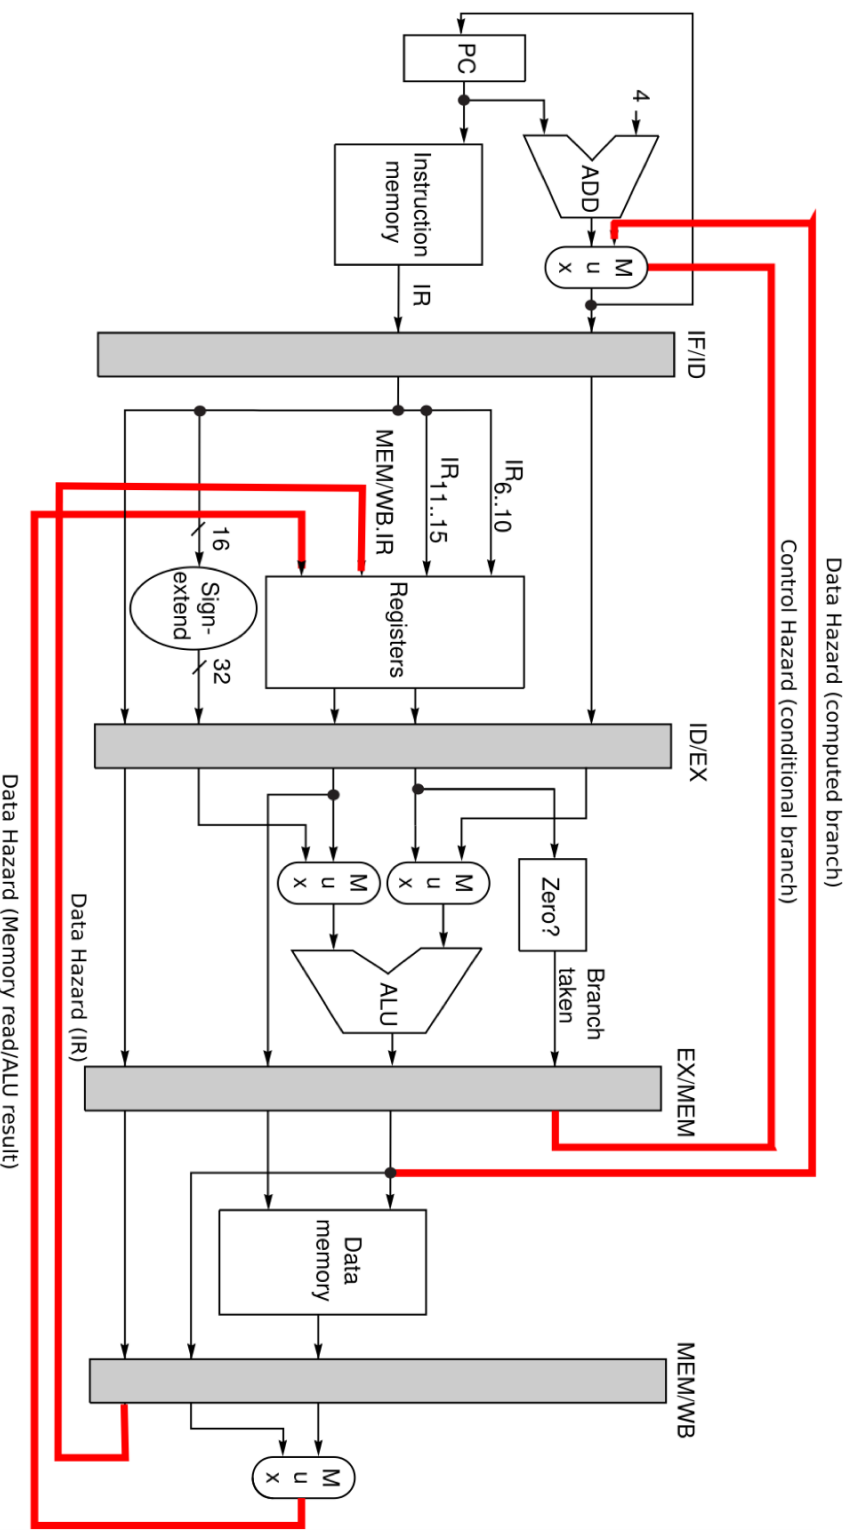 Data Hazard (computed branch)
Control Hazard (conditional branch)
IF/ID
ID/EX
EX/MEM
MEM/WB
4
ADD
M
u
x
PC
Instruction
memory
IR
IR6..10
IR11..15
MEM/WB.IR
Registers
16
Sign-
extend
32
Zero?
Branch
taken
M
u
x
M
u
x
ALU
Data
memory
M
u
x
Data Hazard (IR)
Data Hazard (Memory read/ALU result)